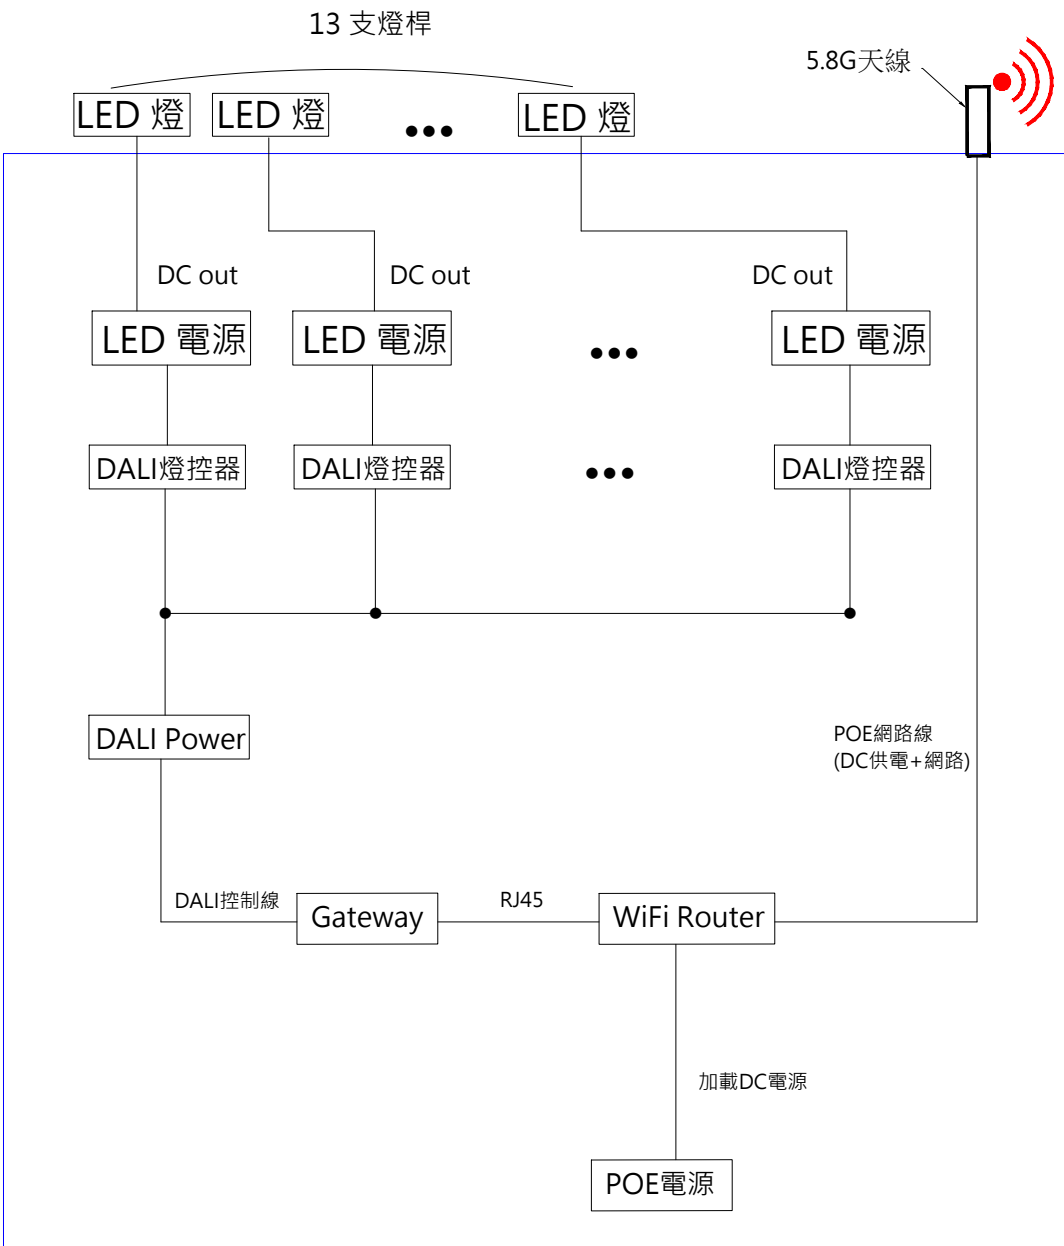 13 支燈桿
5.8G天線
LED 燈
LED 燈
LED 燈
DC out
DC out
DC out
LED 電源
LED 電源
LED 電源
DALI燈控器
DALI燈控器
DALI燈控器
DALI Power
POE網路線
(DC供電+網路)
DALI控制線
Gateway
RJ45
WiFi Router
加載DC電源
POE電源